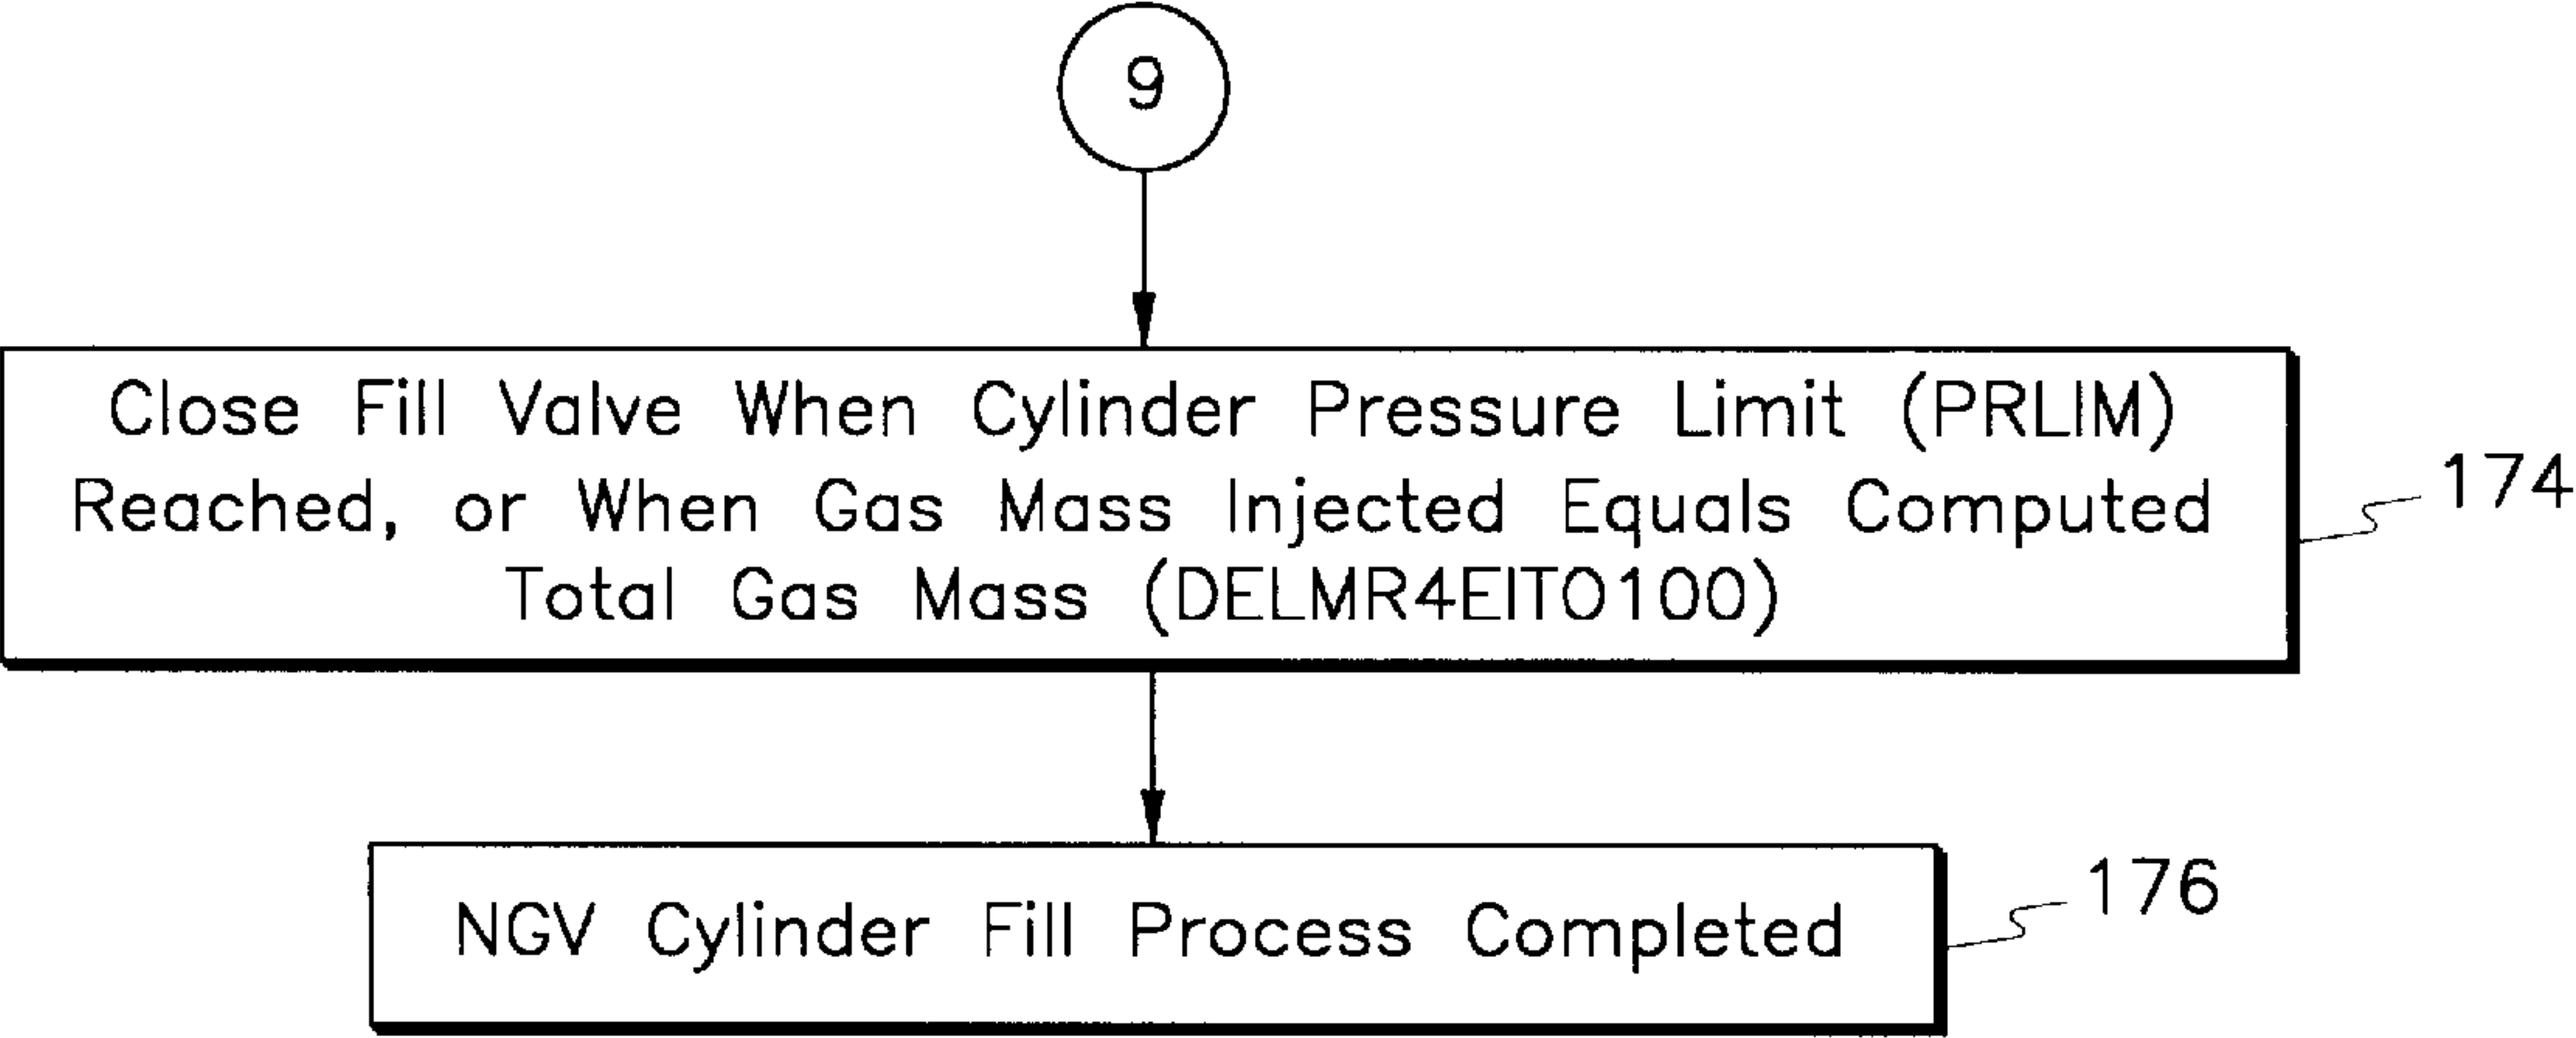 9
Close Fill Valve When Cylinder Pressure Limit (PRLIM)
Reached, or When Gas Mass Injected Equals Computed
Total Gas Mass (DELMR4EITO100)
174
NGV Cylinder Fill Process Completed
176